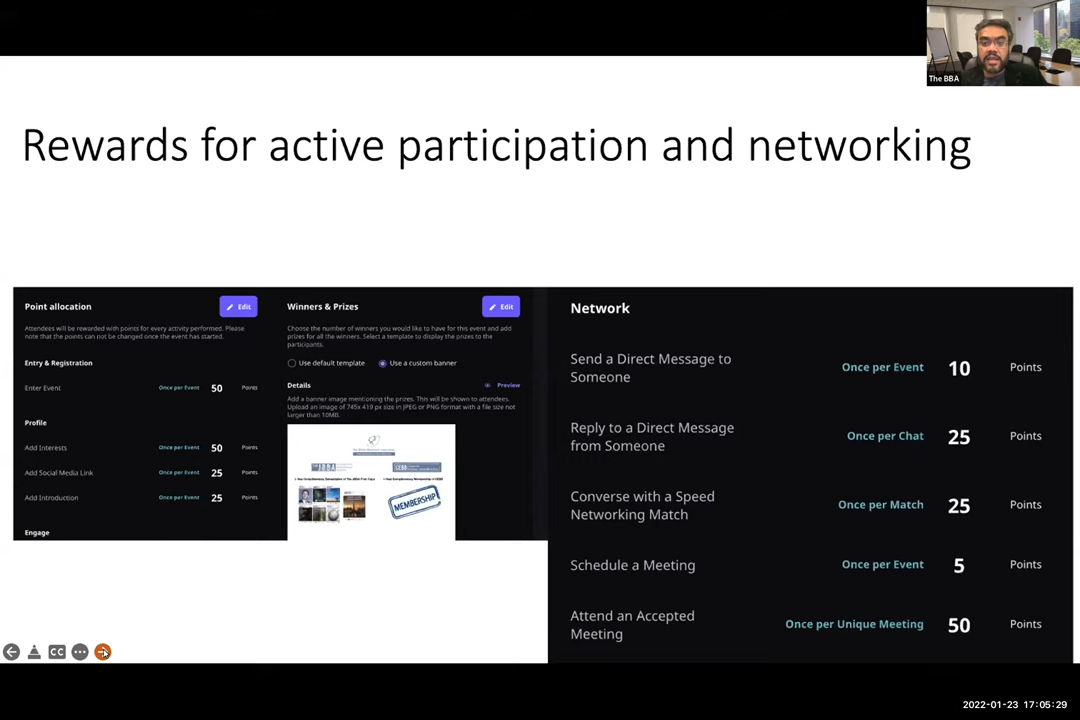 The BBA
Rewards for active participation and networking
Point allocation
Edit
Attendees will be rewarded with points for every activity performed. Please
note that the points can not be changed once the event has started.
Entry & Registration
Enter Event Once per Event 50 Points
Profile
Add Interests Once per Event 50 Points
Add Social Media Link Once per Event 25 Points
Add Introduction Once per Event 25 Points
Engage
Winners & Prizes
Edit
Choose the number of winners you would like to have for this event and add
prizes for all the winners. Select a template to display the prizes to the
participants.
Use default template Use a custom banner
Details Preview
Add a banner image mentioning the prizes. This will be shown to attendees.
Upload an image of 745x 419 px size in JPEG or PNG format with a file size not
larger than 10MB.
MEMBERSHIP
Network
Send a Direct Message to
Someone
Once per Event 10 Points
Reply to a Direct Message
from Someone
Once per Chat 25 Points
Converse with a Speed
Networking Match
Once per Match 25 Points
Schedule a Meeting Once per Event 5 Points
Attend an Accepted
Meeting
Once per Unique Meeting 50 Points
CC
2022-01-23 17:05:29